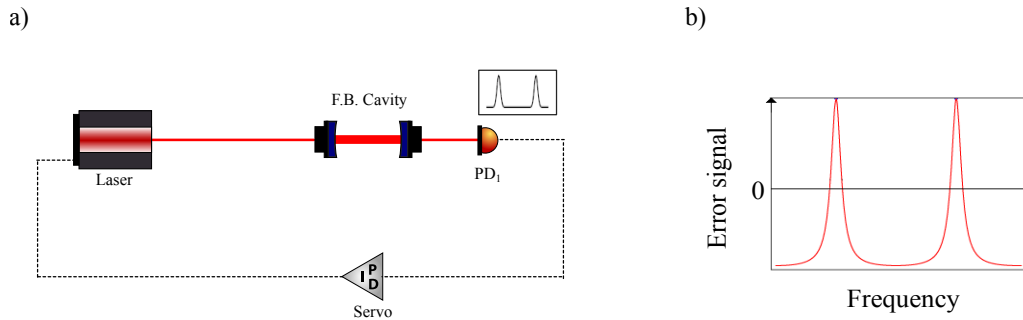 a)
F.B. Cavity
Laser
PD₁
I P D
Servo
b)
Error signal
0
Frequency